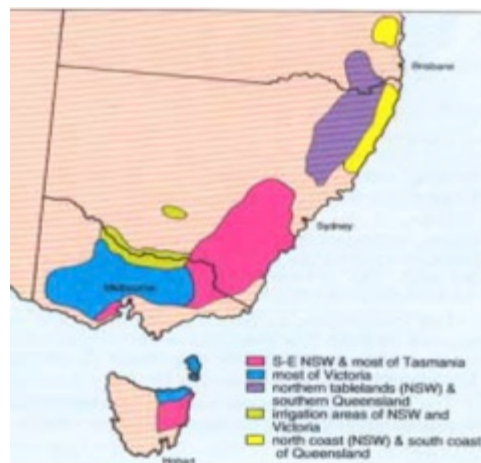 Brisbane
Sydney
Melbourne
Hobart
S-E NSW & most of Tasmania
most of Victoria
northern tablelands (NSW) &
southern Queensland
irrigation areas of NSW and
Victoria
north coast (NSW) & south coast
of Queensland